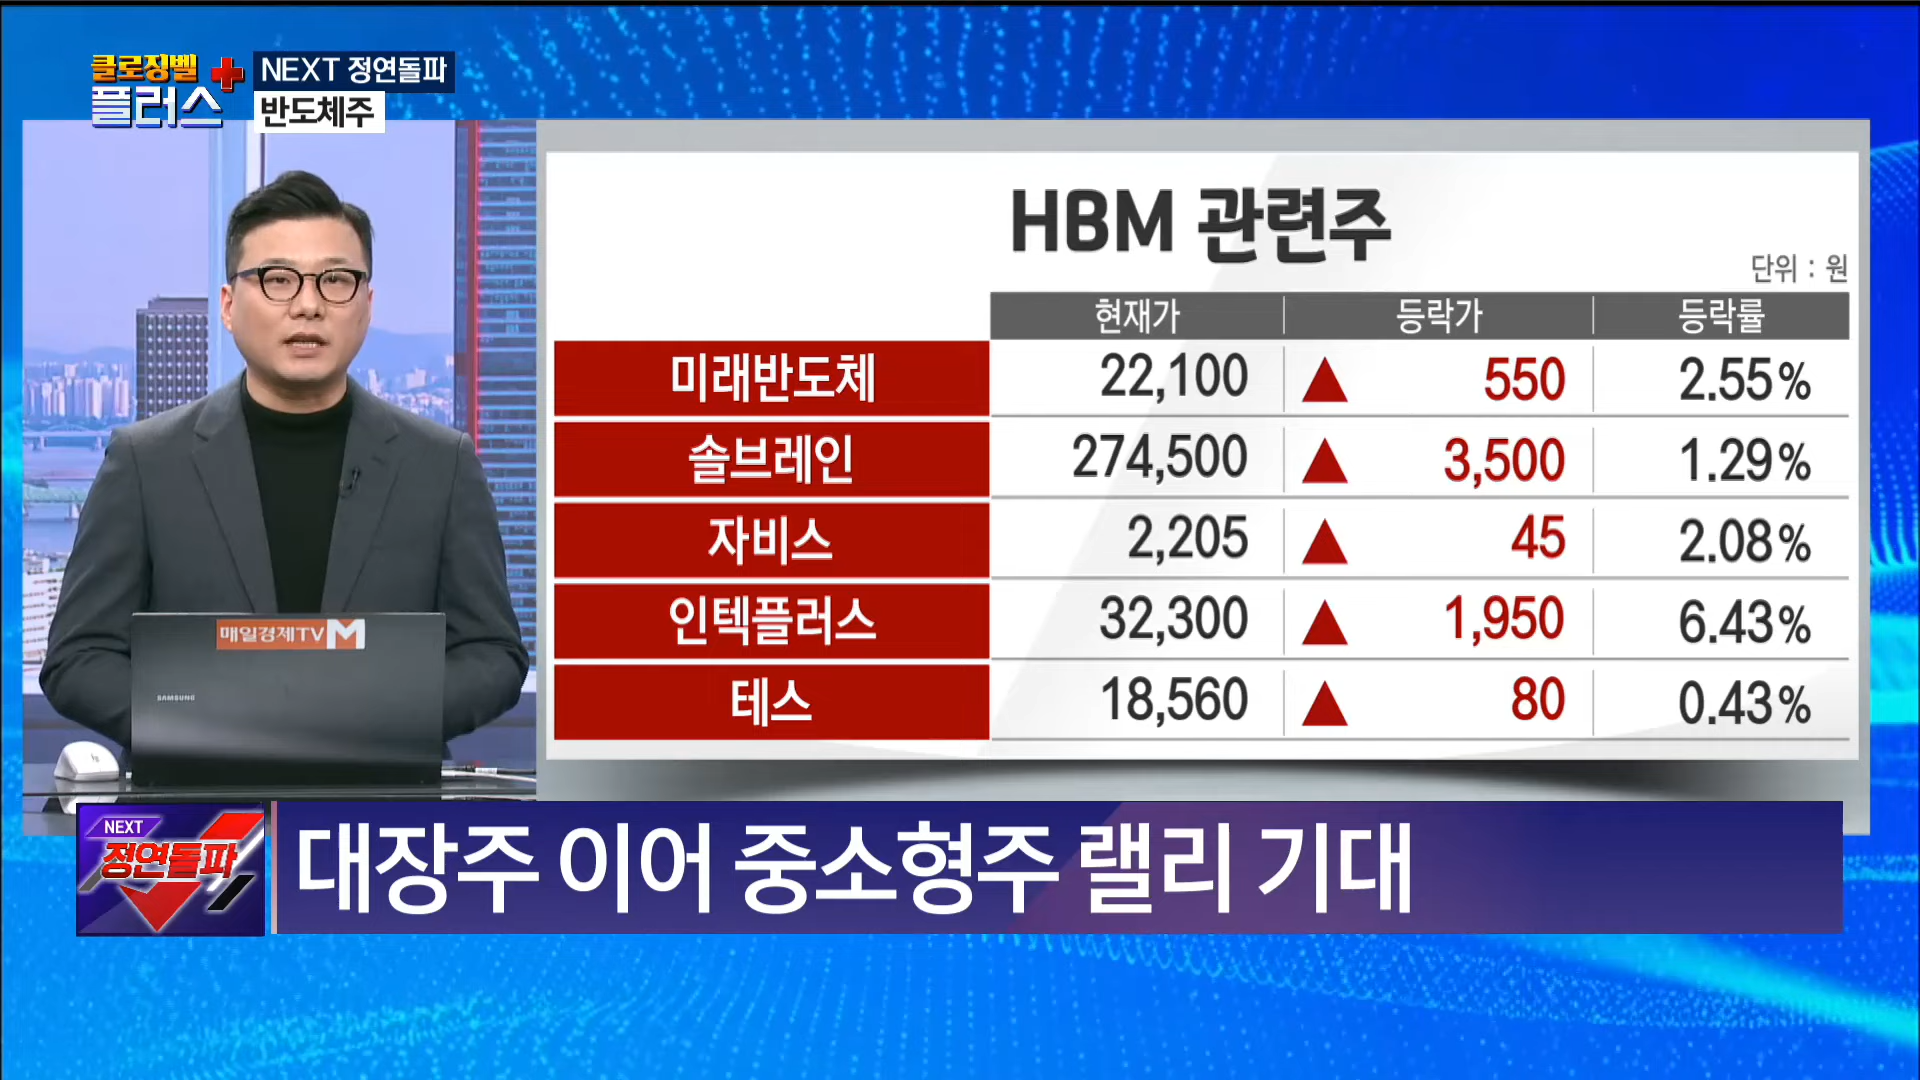 클로징벨
플러스
NEXT 정연돌파
반도체주
HBM 관련주
단위 : 원
현재가 등락가 등락률
미래반도체 22,100 ▲ 550 2.55%
솔브레인 274,500 ▲ 3,500 1.29%
자비스 2,205 ▲ 45 2.08%
인텍플러스 32,300 ▲ 1,950 6.43%
테스 18,560 ▲ 80 0.43%
매일경제TV M
SAMSUNG
hp
NEXT
정연돌파
대장주 이어 중소형주 랠리 기대